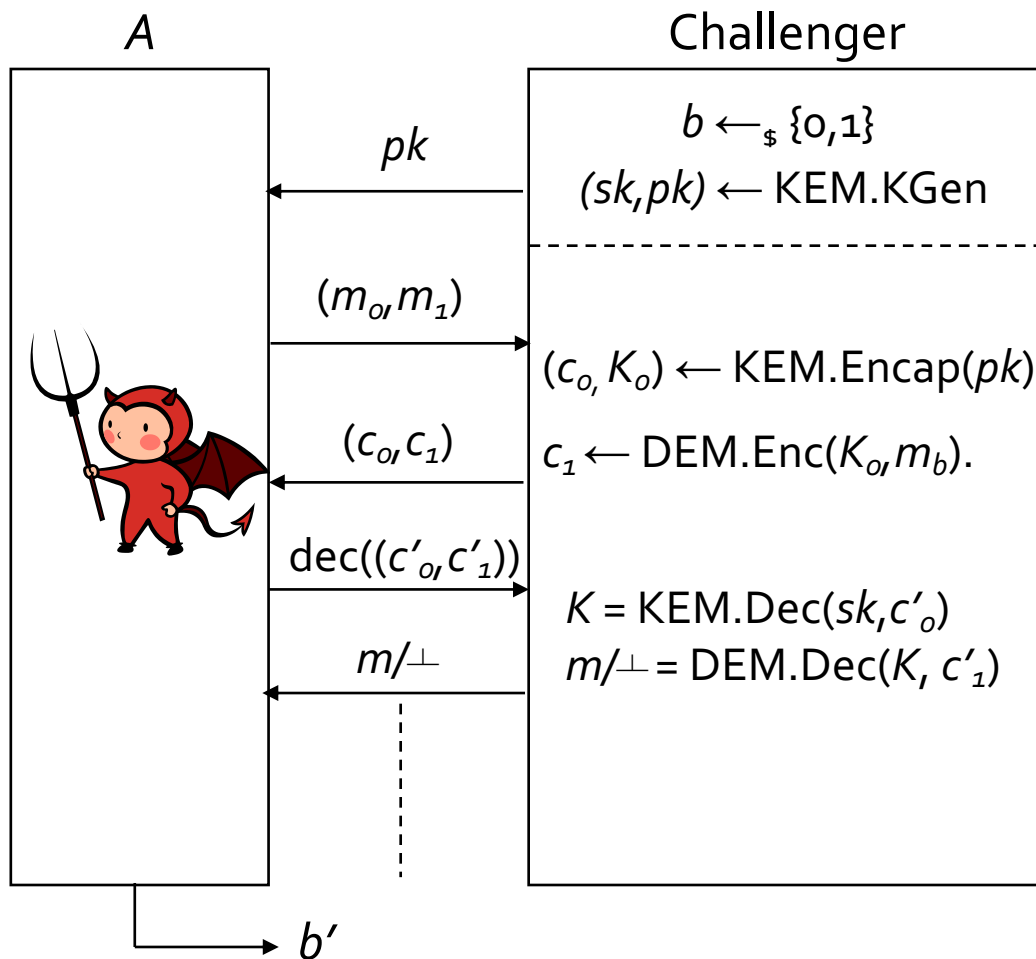 A
Challenger
b ←$ {0,1}
pk
(sk,pk) ← KEM.KGen
(m0,m1)
(c0,K0) ← KEM.Encap(pk)
(c0,c1)
c1 ← DEM.Enc(K0,mb).
dec((c'0,c'1))
K = KEM.Dec(sk,c'0)
m/⊥
m/⊥ = DEM.Dec(K, c'1)
b'